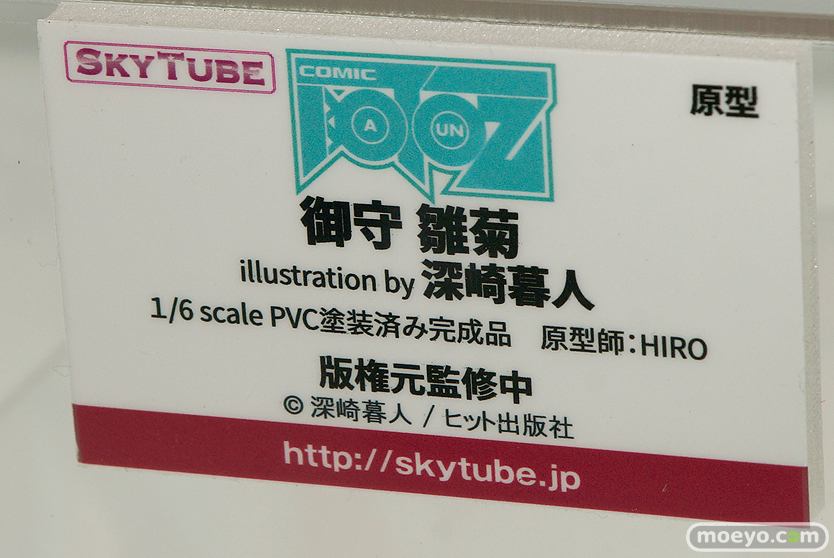 SKYTUBE
COMIC
A UN
原型
御守 雛菊
illustration by 深崎暮人
1/6 scale PVC塗装済み完成品 原型師：HIRO
版権元監修中
© 深崎暮人 / ヒット出版社
http://skytube.jp
moeyo.com